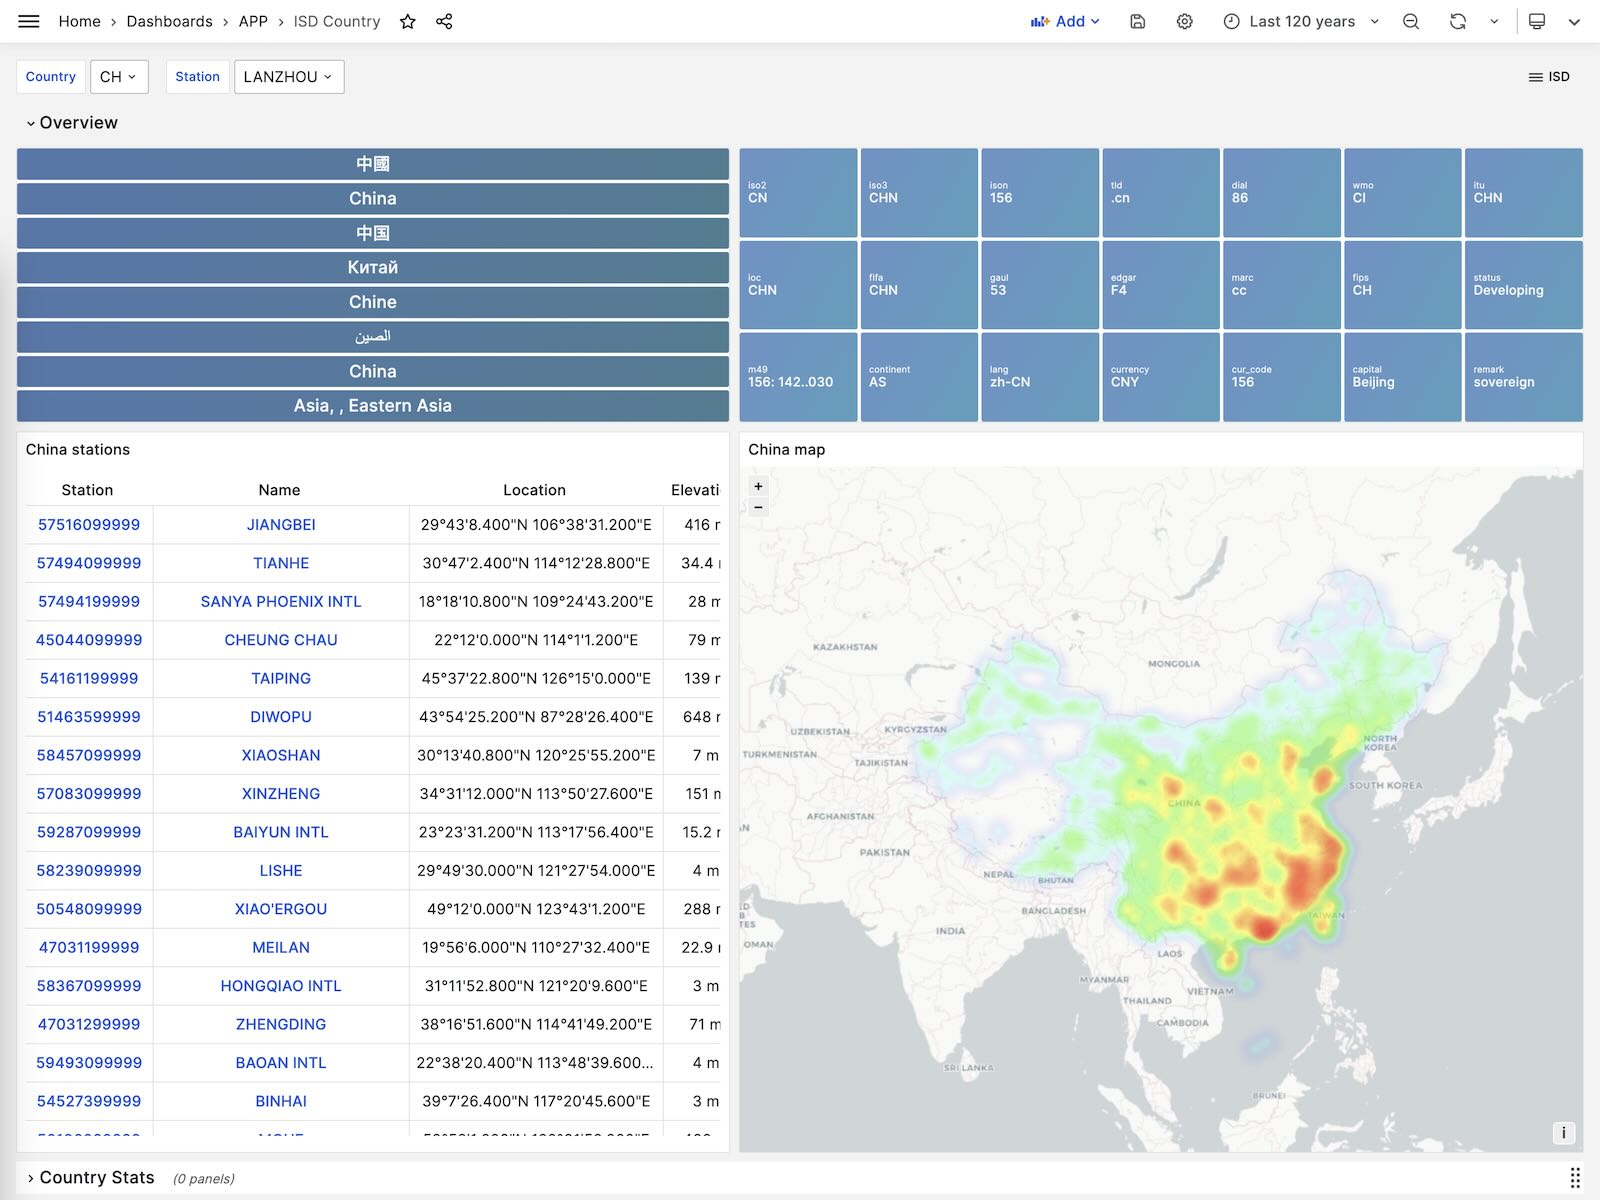 Home › Dashboards › APP › ISD Country
Add
Last 120 years
Country CH Station LANZHOU
ISD
Overview
中國
China
中国
Китай
Chine
الصين
China
Asia, , Eastern Asia
iso2 iso3 ison tld dial wmo itu
CN CHN 156 .cn 86 CI CHN
ioc fifa gaul edgar marc fips status
CHN CHN 53 F4 cc CH Developing
m49 continent lang currency cur_code capital remark
156: 142..030 AS zh-CN CNY 156 Beijing sovereign
China stations
Station Name Location Elevati
57516099999 JIANGBEI 29°43'8.400"N 106°38'31.200"E 416 m
57494099999 TIANHE 30°47'2.400"N 114°12'28.800"E 34.4
57494199999 SANYA PHOENIX INTL 18°18'10.800"N 109°24'43.200"E 28 m
45044099999 CHEUNG CHAU 22°12'0.000"N 114°1'1.200"E 79 m
54161199999 TAIPING 45°37'22.800"N 126°15'0.000"E 139
51463599999 DIWOPU 43°54'25.200"N 87°28'26.400"E 648
58457099999 XIAOSHAN 30°13'40.800"N 120°25'55.200"E 7 m
57083099999 XINZHENG 34°31'12.000"N 113°50'27.600"E 151 m
59287099999 BAIYUN INTL 23°23'31.200"N 113°17'56.400"E 15.2
58239099999 LISHE 29°49'30.000"N 121°27'54.000"E 4 m
50548099999 XIAO'ERGOU 49°12'0.000"N 123°43'1.200"E 288
47031199999 MEILAN 19°56'6.000"N 110°27'32.400"E 22.9
58367099999 HONGQIAO INTL 31°11'52.800"N 121°20'9.600"E 3 m
47031299999 ZHENGDING 38°16'51.600"N 114°41'49.200"E 71 m
59493099999 BAOAN INTL 22°38'20.400"N 113°48'39.600... 4 m
54527399999 BINHAI 39°7'26.400"N 117°20'45.600"E 3 m
China map
+
−
KAZAKHSTAN
MONGOLIA
UZBEKISTAN
KYRGYZSTAN
TURKMENISTAN
TAJIKISTAN
NORTH
KOREA
SOUTH KOREA
CHINA
AFGHANISTAN
PAKISTAN
NEPAL
BHUTAN
BANGLADESH
TAIWAN
INDIA
OMAN
LAOS
MYANMAR
VIETNAM
THAILAND
CAMBODIA
SRI LANKA
BRUNEI
i
Country Stats (0 panels)